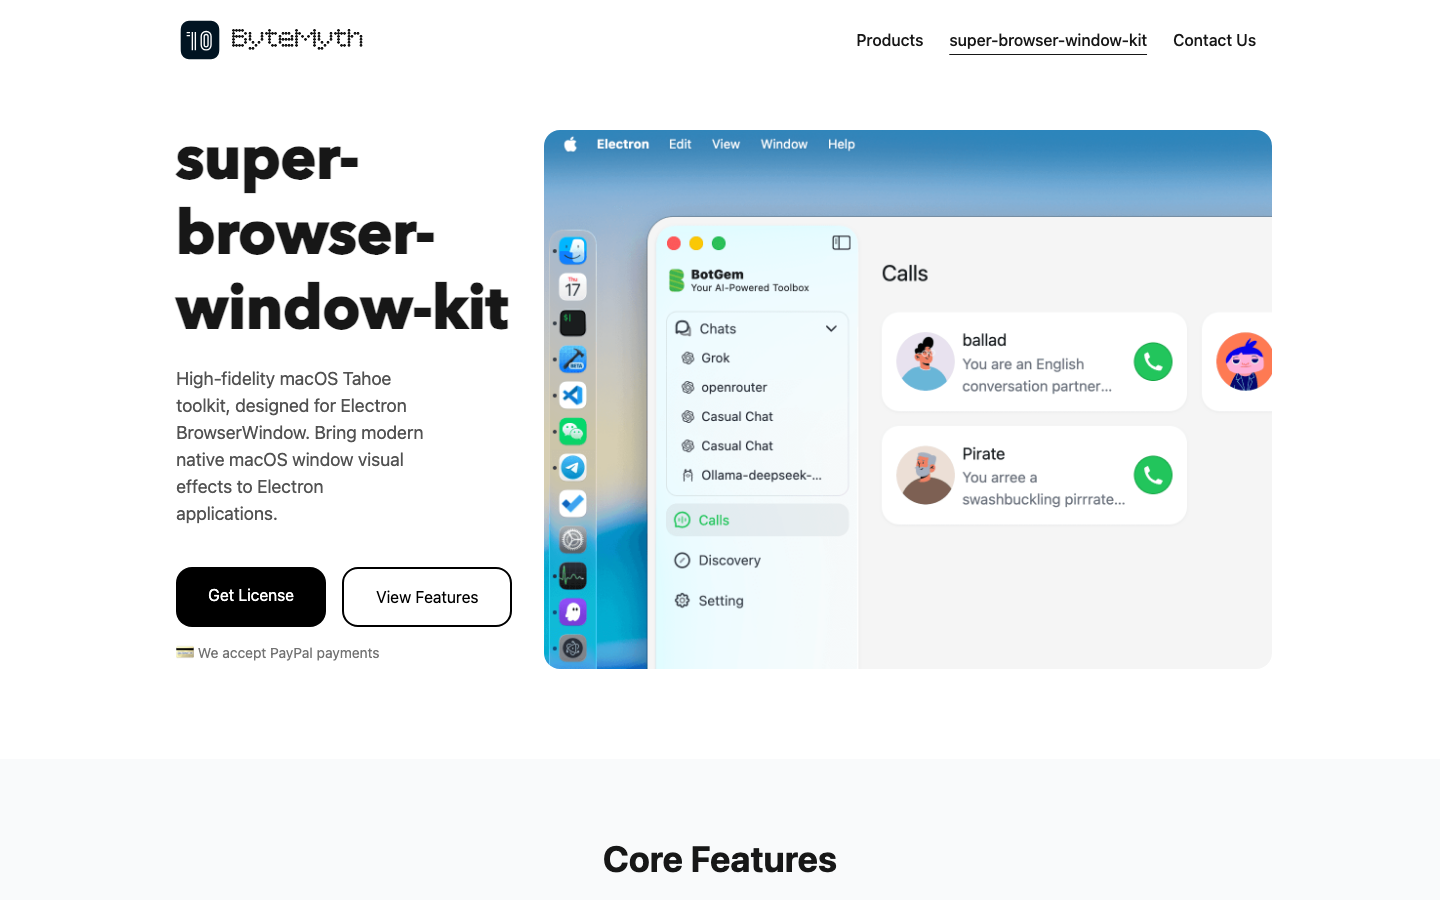 ByteMyth
Products
super-browser-window-kit
Contact Us
super-
browser-
window-kit
High-fidelity macOS Tahoe
toolkit, designed for Electron
BrowserWindow. Bring modern
native macOS window visual
effects to Electron
applications.
Get License
View Features
We accept PayPal payments
Electron
Edit
View
Window
Help
17
BotGem
Your AI-Powered Toolbox
Chats
Grok
openrouter
Casual Chat
Casual Chat
Ollama-deepseek-...
Calls
Discovery
Setting
Calls
ballad
You are an English
conversation partner...
Pirate
You arree a
swashbuckling pirrrate...
Core Features